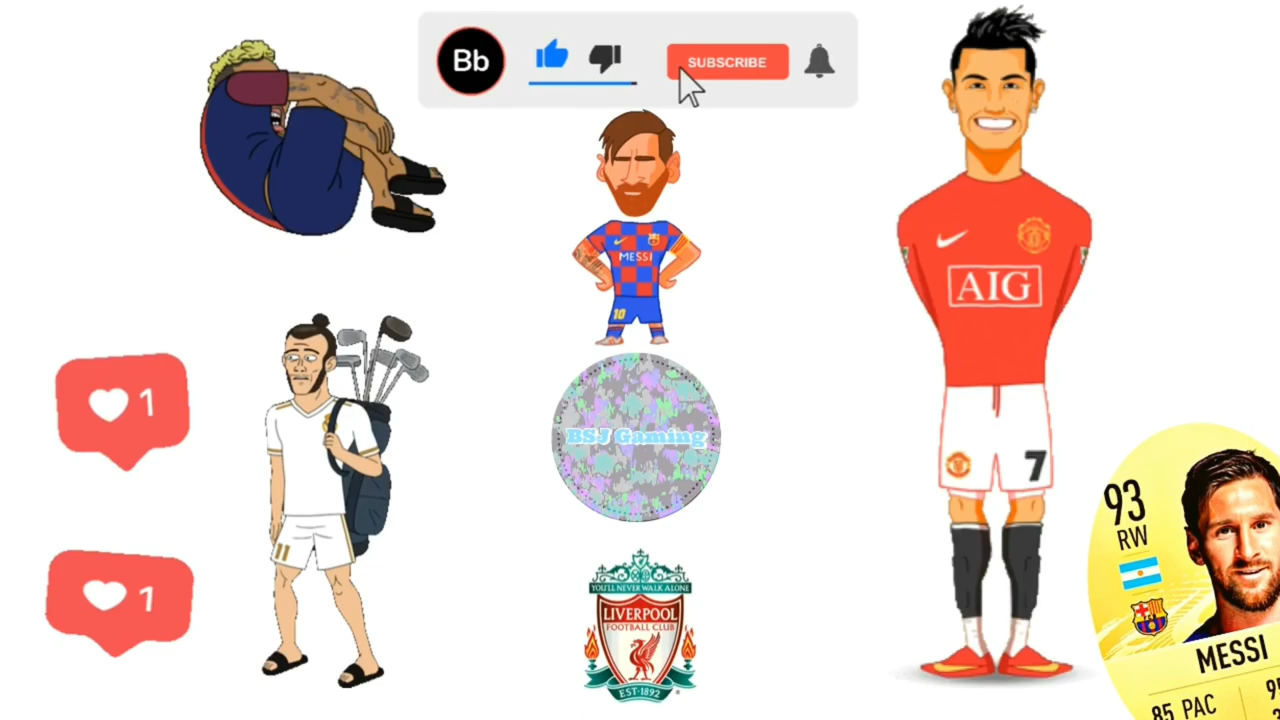 Bb
SUBSCRIBE
MESSI
10
AIG
7
1
11
BSJ Gaming
93
RW
MESSI
85 PAC
1
YOU'LL NEVER WALK ALONE
LIVERPOOL
FOOTBALL CLUB
EST·1892